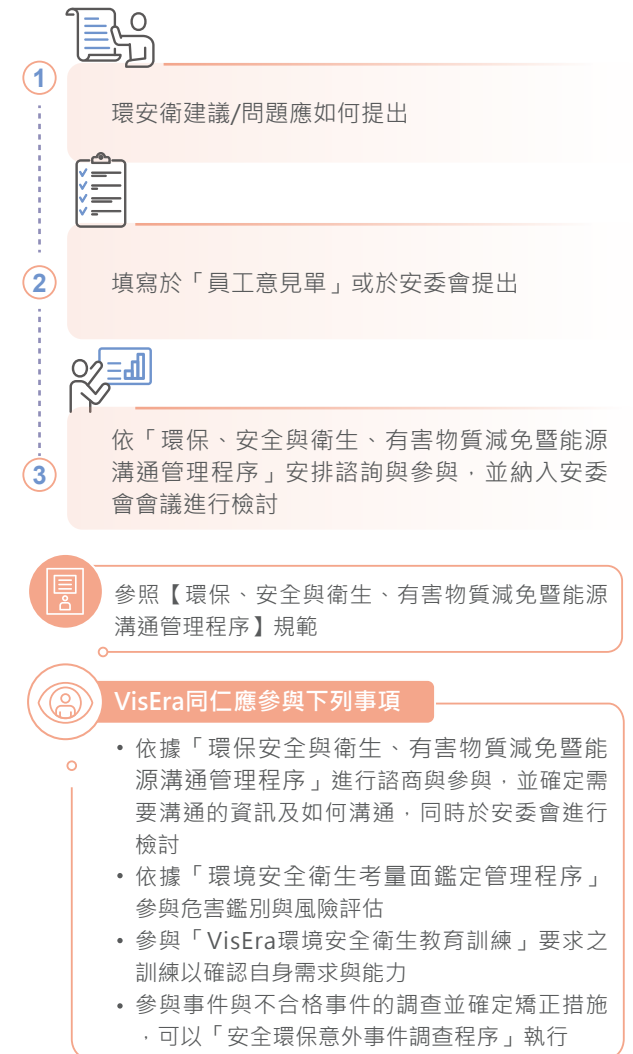 1
環安衛建議/問題應如何提出
2
填寫於「員工意見單」或於安委會提出
3
依「環保、安全與衛生、有害物質減免暨能源
溝通管理程序」安排諮詢與參與，並納入安委
會會議進行檢討
參照【環保、安全與衛生、有害物質減免暨能源
溝通管理程序】規範
VisEra同仁應參與下列事項
• 依據「環保安全與衛生、有害物質減免暨能
源溝通管理程序」進行諮商與參與，並確定需
要溝通的資訊及如何溝通，同時於安委會進行
檢討
• 依據「環境安全衛生考量面鑑定管理程序」
參與危害鑑別與風險評估
• 參與「VisEra環境安全衛生教育訓練」要求之
訓練以確認自身需求與能力
• 參與事件與不合格事件的調查並確定矯正措施
，可以「安全環保意外事件調查程序」執行